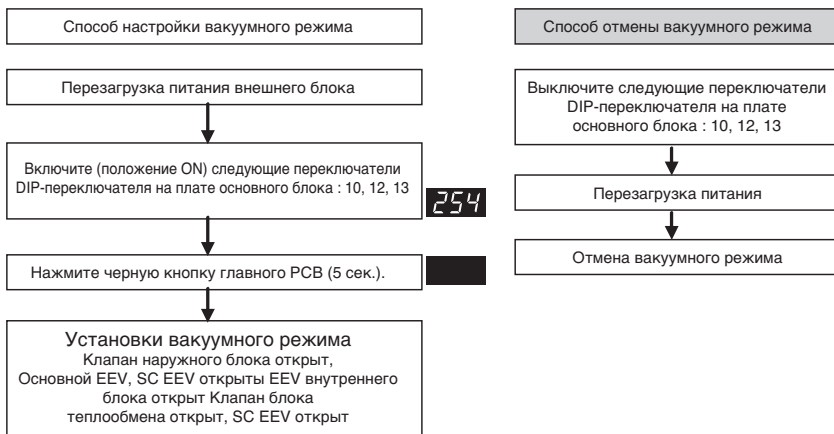 Способ настройки вакуумного режима
Перезагрузка питания внешнего блока
Включите (положение ON) следующие переключатели
DIP-переключателя на плате основного блока : 10, 12, 13
254
Нажмите черную кнопку главного PCB (5 сек.).
Установки вакуумного режима
Клапан наружного блока открыт,
Основной EEV, SC EEV открыты EEV внутреннего
блока открыт Клапан блока
теплообмена открыт, SC EEV открыт
Способ отмены вакуумного режима
Выключите следующие переключатели
DIP-переключателя на плате
основного блока : 10, 12, 13
Перезагрузка питания
Отмена вакуумного режима